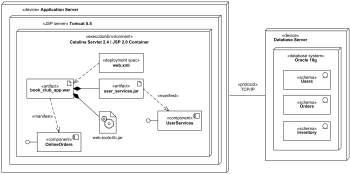 «device» Application Server
«JSP server» Tomcat 5.5
«executionEnvironment»
Catalina Servlet 2.4 / JSP 2.0 Container
«deployment spec»
web.xml
«artifact»
book_club_app.war
«artifact»
user_services.jar
«manifest»
«manifest»
web-tools-lib.jar
«component»
OnlineOrders
«component»
UserServices
«protocol»
TCP/IP
«device»
Database Server
«database system»
Oracle 10g
«schema»
Users
«schema»
Orders
«schema»
Inventory